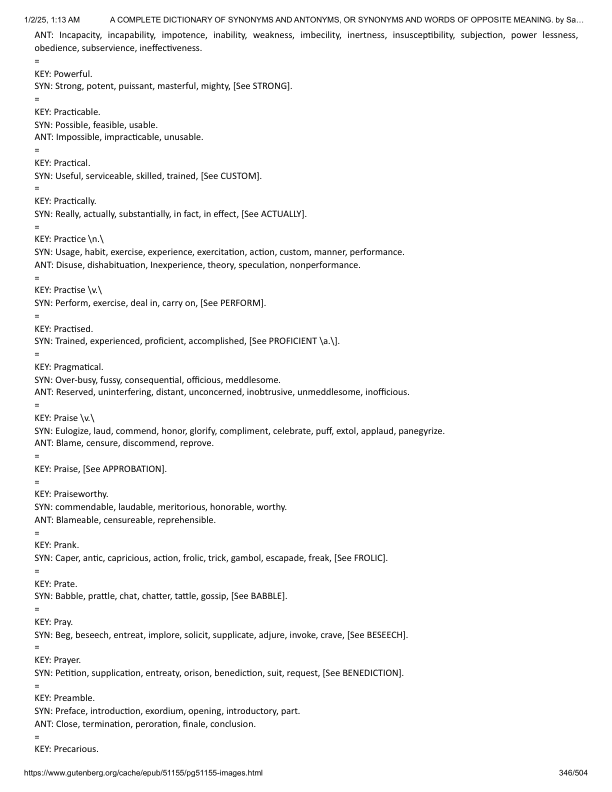 1/2/25, 1:13 AM A COMPLETE DICTIONARY OF SYNONYMS AND ANTONYMS, OR SYNONYMS AND WORDS OF OPPOSITE MEANING. by Sa…
ANT: Incapacity, incapability, impotence, inability, weakness, imbecility, inertness, insusceptibility, subjection, power lessness,
obedience, subservience, ineffectiveness.
=
KEY: Powerful.
SYN: Strong, potent, puissant, masterful, mighty, [See STRONG].
=
KEY: Practicable.
SYN: Possible, feasible, usable.
ANT: Impossible, impracticable, unusable.
=
KEY: Practical.
SYN: Useful, serviceable, skilled, trained, [See CUSTOM].
=
KEY: Practically.
SYN: Really, actually, substantially, in fact, in effect, [See ACTUALLY].
=
KEY: Practice \n.\
SYN: Usage, habit, exercise, experience, exercitation, action, custom, manner, performance.
ANT: Disuse, dishabituation, Inexperience, theory, speculation, nonperformance.
=
KEY: Practise \v.\
SYN: Perform, exercise, deal in, carry on, [See PERFORM].
=
KEY: Practised.
SYN: Trained, experienced, proficient, accomplished, [See PROFICIENT \a.\].
=
KEY: Pragmatical.
SYN: Over-busy, fussy, consequential, officious, meddlesome.
ANT: Reserved, uninterfering, distant, unconcerned, inobtrusive, unmeddlesome, inofficious.
=
KEY: Praise \v.\
SYN: Eulogize, laud, commend, honor, glorify, compliment, celebrate, puff, extol, applaud, panegyrize.
ANT: Blame, censure, discommend, reprove.
=
KEY: Praise, [See APPROBATION].
=
KEY: Praiseworthy.
SYN: commendable, laudable, meritorious, honorable, worthy.
ANT: Blameable, censureable, reprehensible.
=
KEY: Prank.
SYN: Caper, antic, capricious, action, frolic, trick, gambol, escapade, freak, [See FROLIC].
=
KEY: Prate.
SYN: Babble, prattle, chat, chatter, tattle, gossip, [See BABBLE].
=
KEY: Pray.
SYN: Beg, beseech, entreat, implore, solicit, supplicate, adjure, invoke, crave, [See BESEECH].
=
KEY: Prayer.
SYN: Petition, supplication, entreaty, orison, benediction, suit, request, [See BENEDICTION].
=
KEY: Preamble.
SYN: Preface, introduction, exordium, opening, introductory, part.
ANT: Close, termination, peroration, finale, conclusion.
=
KEY: Precarious.
https://www.gutenberg.org/cache/epub/51155/pg51155-images.html 346/504